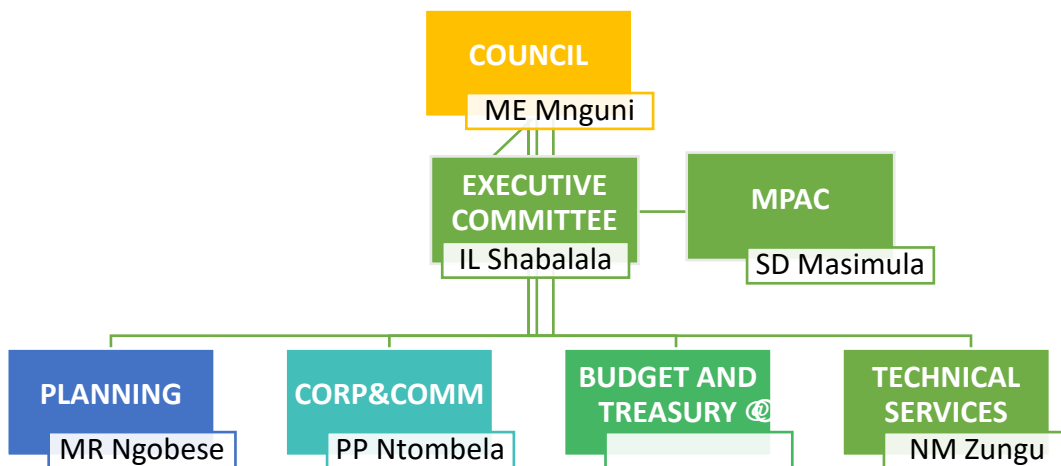 COUNCIL
ME Mnguni
EXECUTIVE
COMMITTEE
IL Shabalala
MPAC
SD Masimula
PLANNING
MR Ngobese
CORP&COMM
PP Ntombela
BUDGET AND
TREASURY
TECHNICAL
SERVICES
NM Zungu